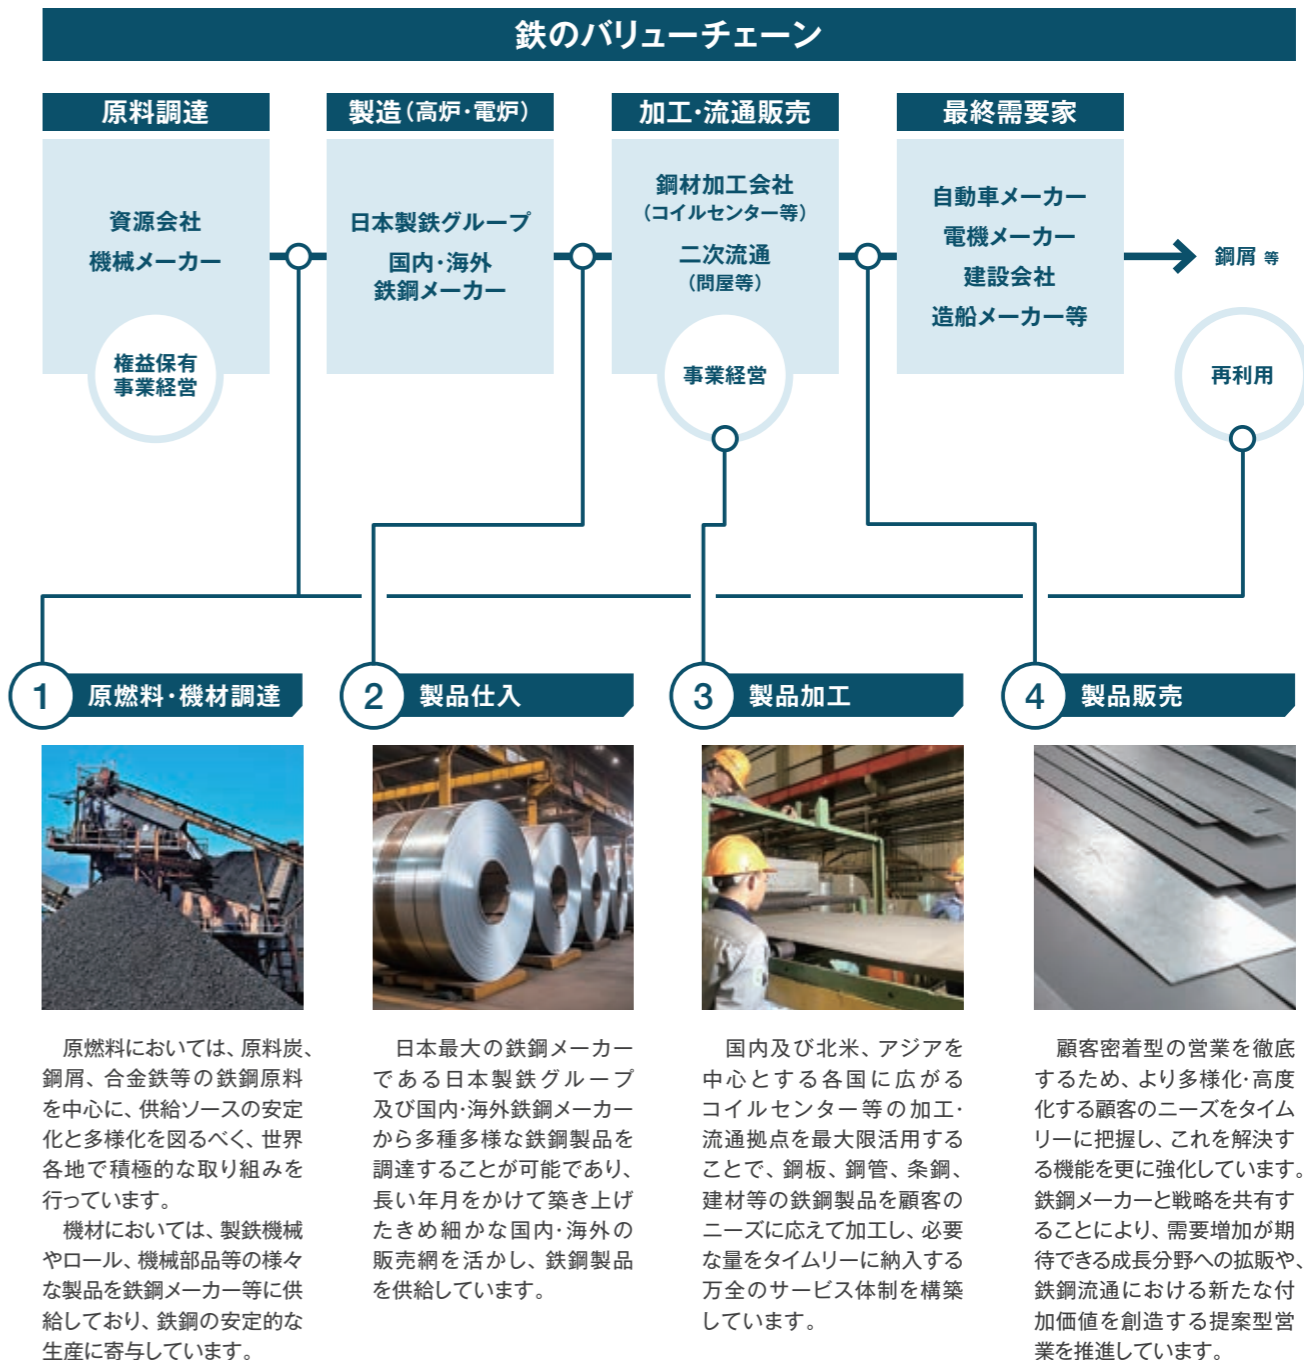 鉄のバリューチェーン
原料調達
製造(高炉・電炉)
加工・流通販売
最終需要家
資源会社
機械メーカー
権益保有
事業経営
日本製鉄グループ
国内・海外
鉄鋼メーカー
鋼材加工会社
(コイルセンター等)
二次流通
(問屋等)
事業経営
自動車メーカー
電機メーカー
建設会社
造船メーカー等
鋼屑 等
再利用
1 原燃料・機材調達
2 製品仕入
3 製品加工
4 製品販売
原燃料においては、原料炭、
鋼屑、合金鉄等の鉄鋼原料
を中心に、供給ソースの安定
化と多様化を図るべく、世界
各地で積極的な取り組みを
行っています。
機材においては、製鉄機械
やロール、機械部品等の様々
な製品を鉄鋼メーカー等に供
給しており、鉄鋼の安定的な
生産に寄与しています。
日本最大の鉄鋼メーカー
である日本製鉄グループ
及び国内・海外鉄鋼メーカー
から多種多様な鉄鋼製品を
調達することが可能であり、
長い年月をかけて築き上げ
たきめ細かな国内・海外の
販売網を活かし、鉄鋼製品
を供給しています。
国内及び北米、アジアを
中心とする各国に広がる
コイルセンター等の加工・
流通拠点を最大限活用する
ことで、鋼板、鋼管、条鋼、
建材等の鉄鋼製品を顧客の
ニーズに応えて加工し、必要
な量をタイムリーに納入する
万全のサービス体制を構築
しています。
顧客密着型の営業を徹底
するため、より多様化・高度
化する顧客のニーズをタイム
リーに把握し、これを解決す
る機能を更に強化しています。
鉄鋼メーカーと戦略を共有す
ることにより、需要増加が期
待できる成長分野への拡販や、
鉄鋼流通における新たな付
加価値を創造する提案型営
業を推進しています。